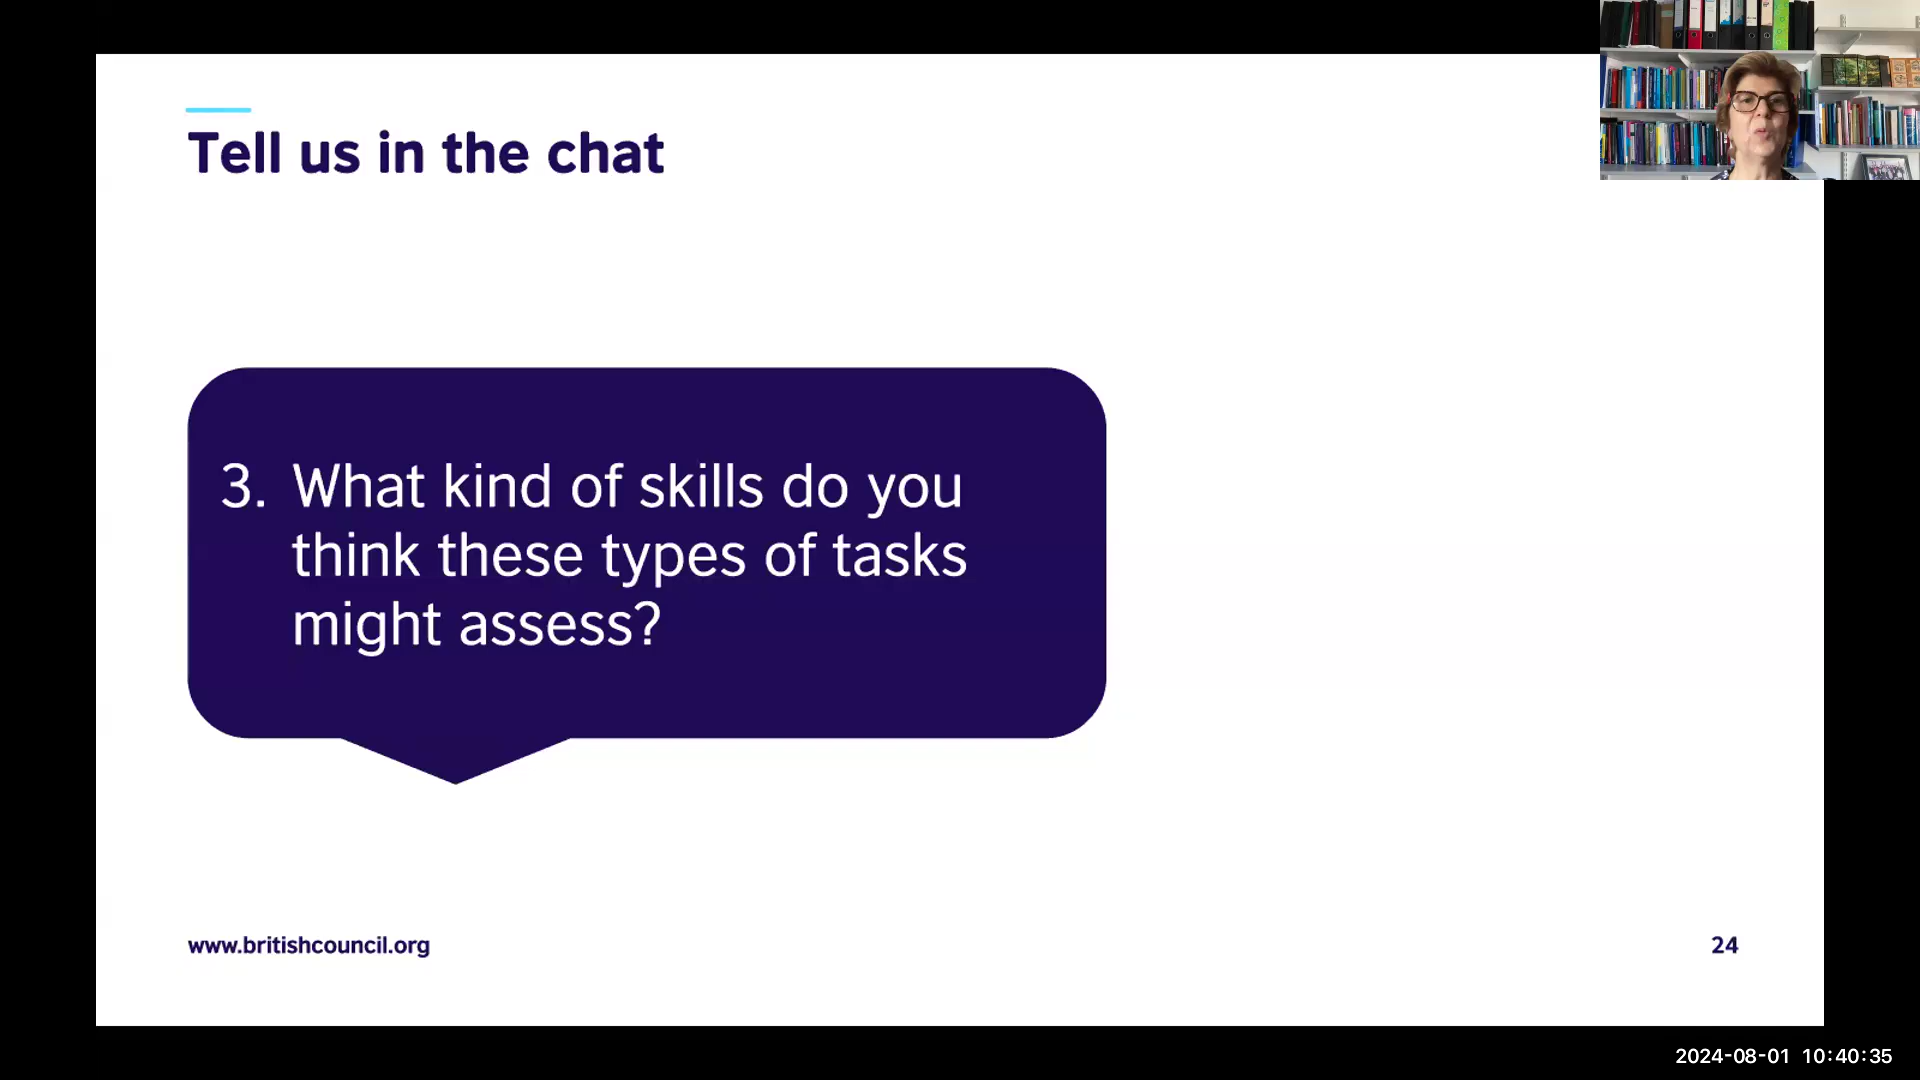 Tell us in the chat
3. What kind of skills do you
think these types of tasks
might assess?
www.britishcouncil.org
24
2024-08-01 10:40:35